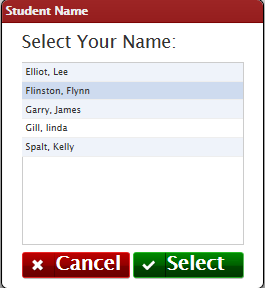 Student Name
Select Your Name:
Elliot, Lee
Flinston, Flynn
Garry, James
Gill, linda
Spalt, Kelly
Cancel Select